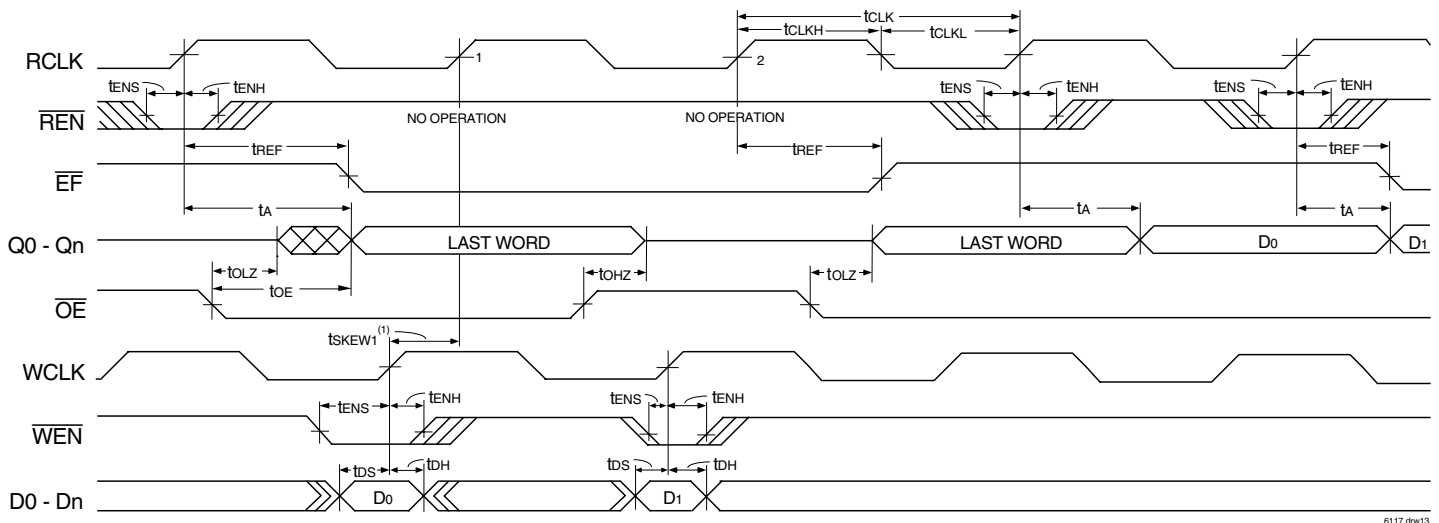 tCLK
tCLKH
tCLKL
RCLK
1
2
tENS
tENH
tENS
tENH
tENS
tENH
REN
NO OPERATION
NO OPERATION
tREF
tREF
tREF
EF
tA
tA
tA
Q0 - Qn
LAST WORD
LAST WORD
D0
D1
tOLZ
tOHZ
tOLZ
tOE
OE
tSKEW1(1)
WCLK
tENS
tENH
tENS
tENH
WEN
tDS
tDH
tDS
tDH
D0 - Dn
D0
D1
6117 drw13